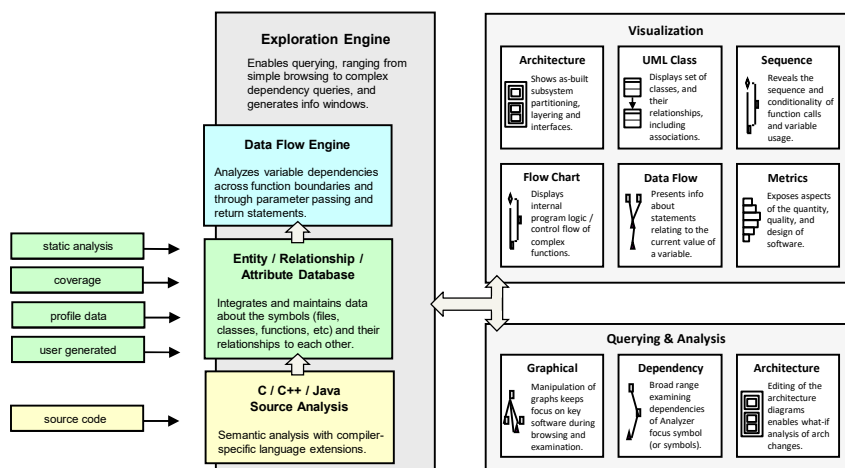 Exploration Engine
Enables querying, ranging from
simple browsing to complex
dependency queries, and
generates info windows.
Data Flow Engine
Analyzes variable dependencies
across function boundaries and
through parameter passing and
return statements.
Entity / Relationship /
Attribute Database
Integrates and maintains data
about the symbols (files,
classes, functions, etc) and their
relationships to each other.
C / C++ / Java
Source Analysis
Semantic analysis with compiler-
specific language extensions.
static analysis
coverage
profile data
user generated
source code
Visualization
Architecture
Shows as-built
subsystem
partitioning,
layering and
interfaces.
UML Class
Displays set of
classes, and
their
relationships,
including
associations.
Sequence
Reveals the
sequence and
conditionality of
function calls
and variable
usage.
Flow Chart
Displays
internal
program logic /
control flow of
complex
functions.
Data Flow
Presents info
about
statements
relating to the
current value of
a variable.
Metrics
Exposes aspects
of the quantity,
quality, and
design of
software.
Querying & Analysis
Graphical
Manipulation of
graphs keeps
focus on key
software during
browsing and
examination.
Dependency
Broad range
examining
dependencies
of Analyzer
focus symbol
(or symbols).
Architecture
Editing of the
architecture
diagrams
enables what-if
analysis of arch
changes.